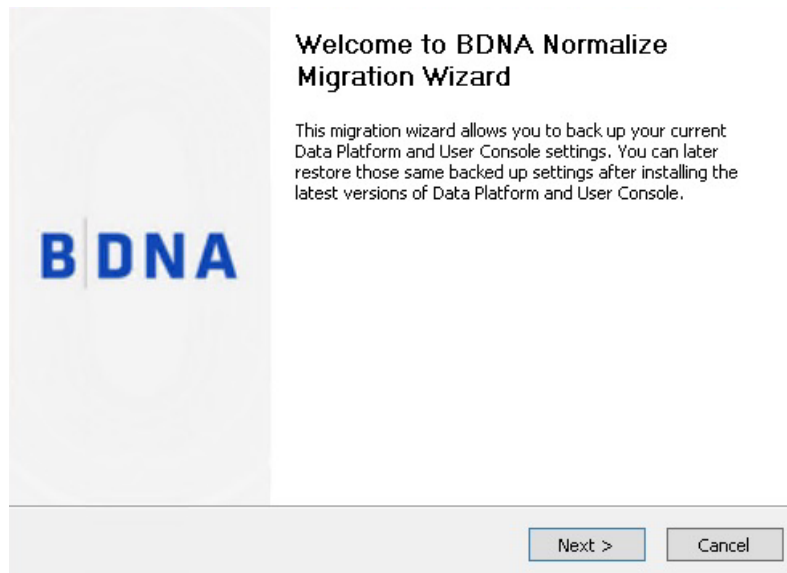 Welcome to BDNA Normalize
Migration Wizard
This migration wizard allows you to back up your current
Data Platform and User Console settings. You can later
restore those same backed up settings after installing the
latest versions of Data Platform and User Console.
BDNA
Next >
Cancel